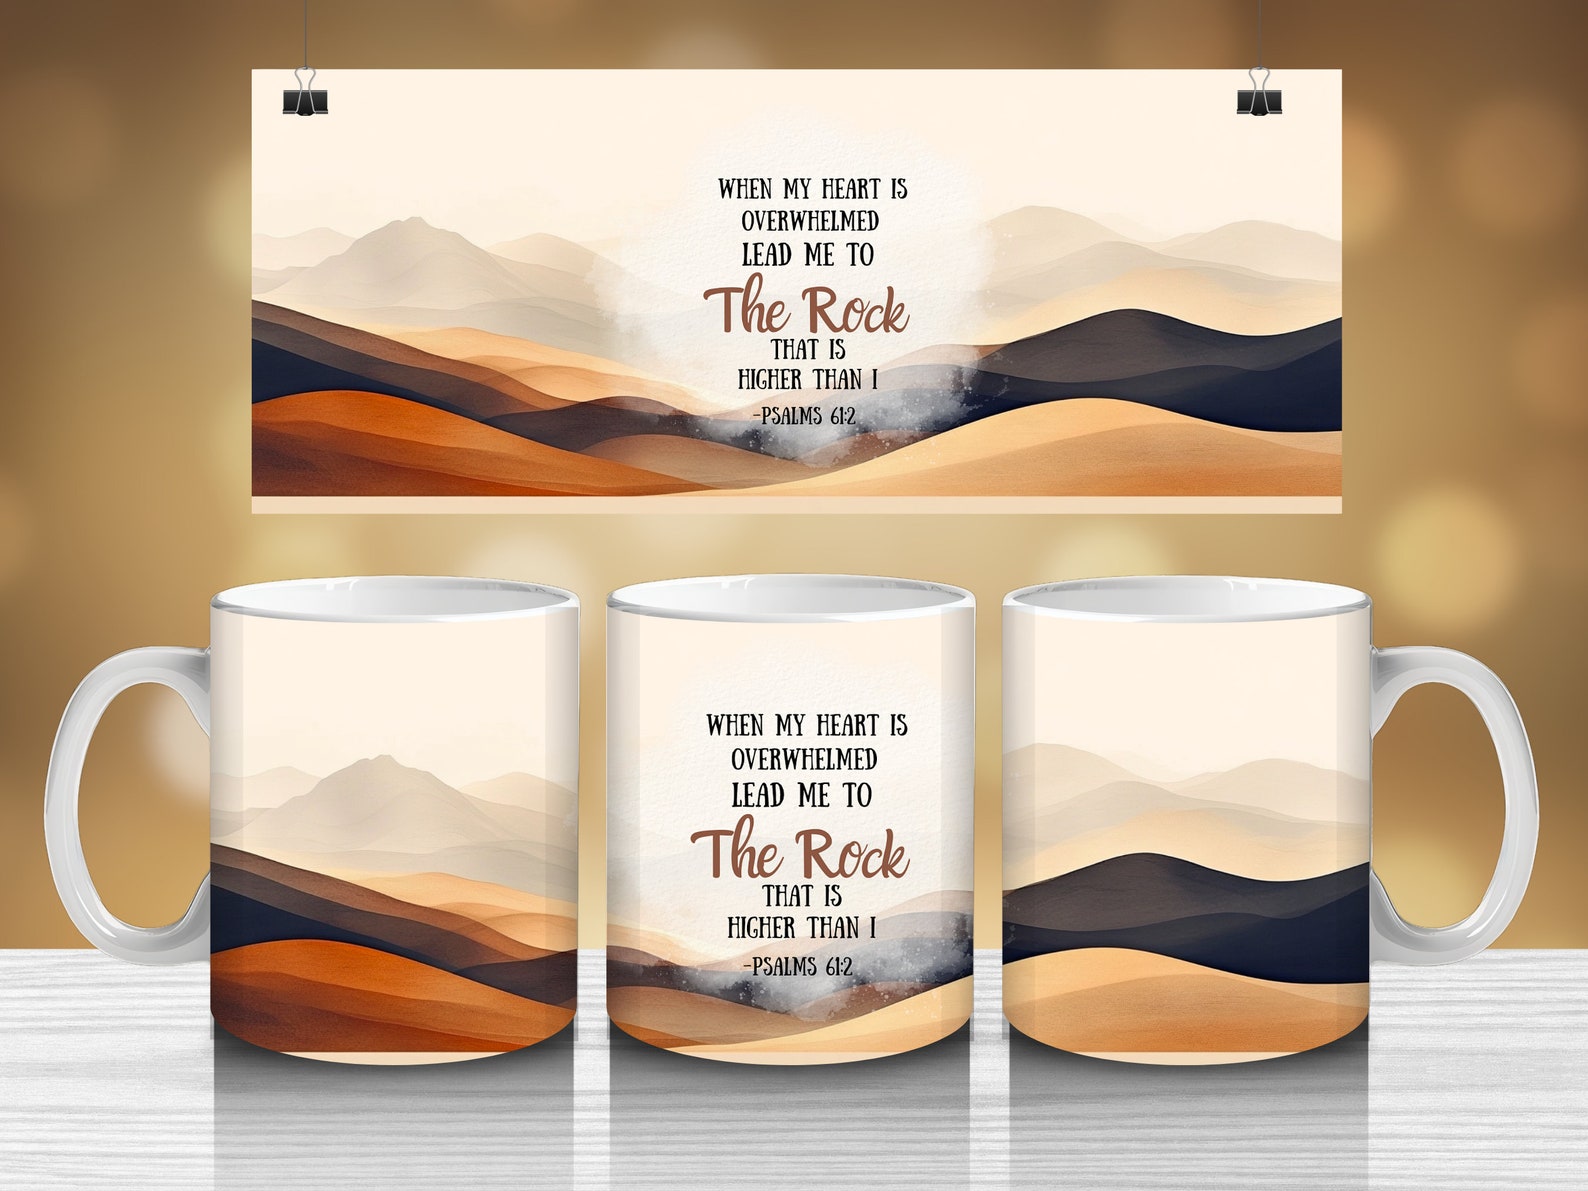 WHEN MY HEART IS
OVERWHELMED
LEAD ME TO
The Rock
THAT IS
HIGHER THAN I
-PSALMS 61:2
WHEN MY HEART IS
OVERWHELMED
LEAD ME TO
The Rock
THAT IS
HIGHER THAN I
-PSALMS 61:2